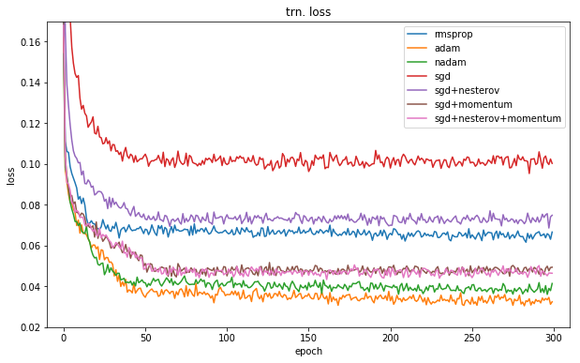 trn. loss
loss
0.16
0.14
0.12
0.10
0.08
0.06
0.04
0.02
rmsprop
adam
nadam
sgd
sgd+nesterov
sgd+momentum
sgd+nesterov+momentum
0 50 100 150 200 250 300
epoch